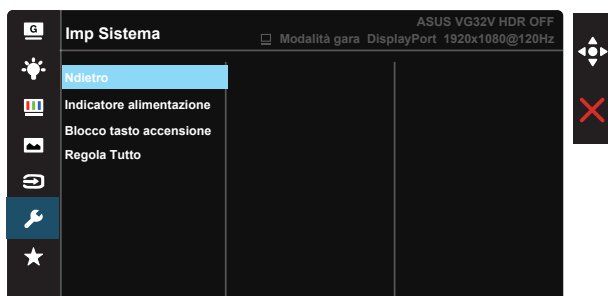 G
Imp Sistema
ASUS VG32V HDR OFF
Modalità gara DisplayPort 1920x1080@120Hz
Ndietro
Indicatore alimentazione
Blocco tasto accensione
Regola Tutto